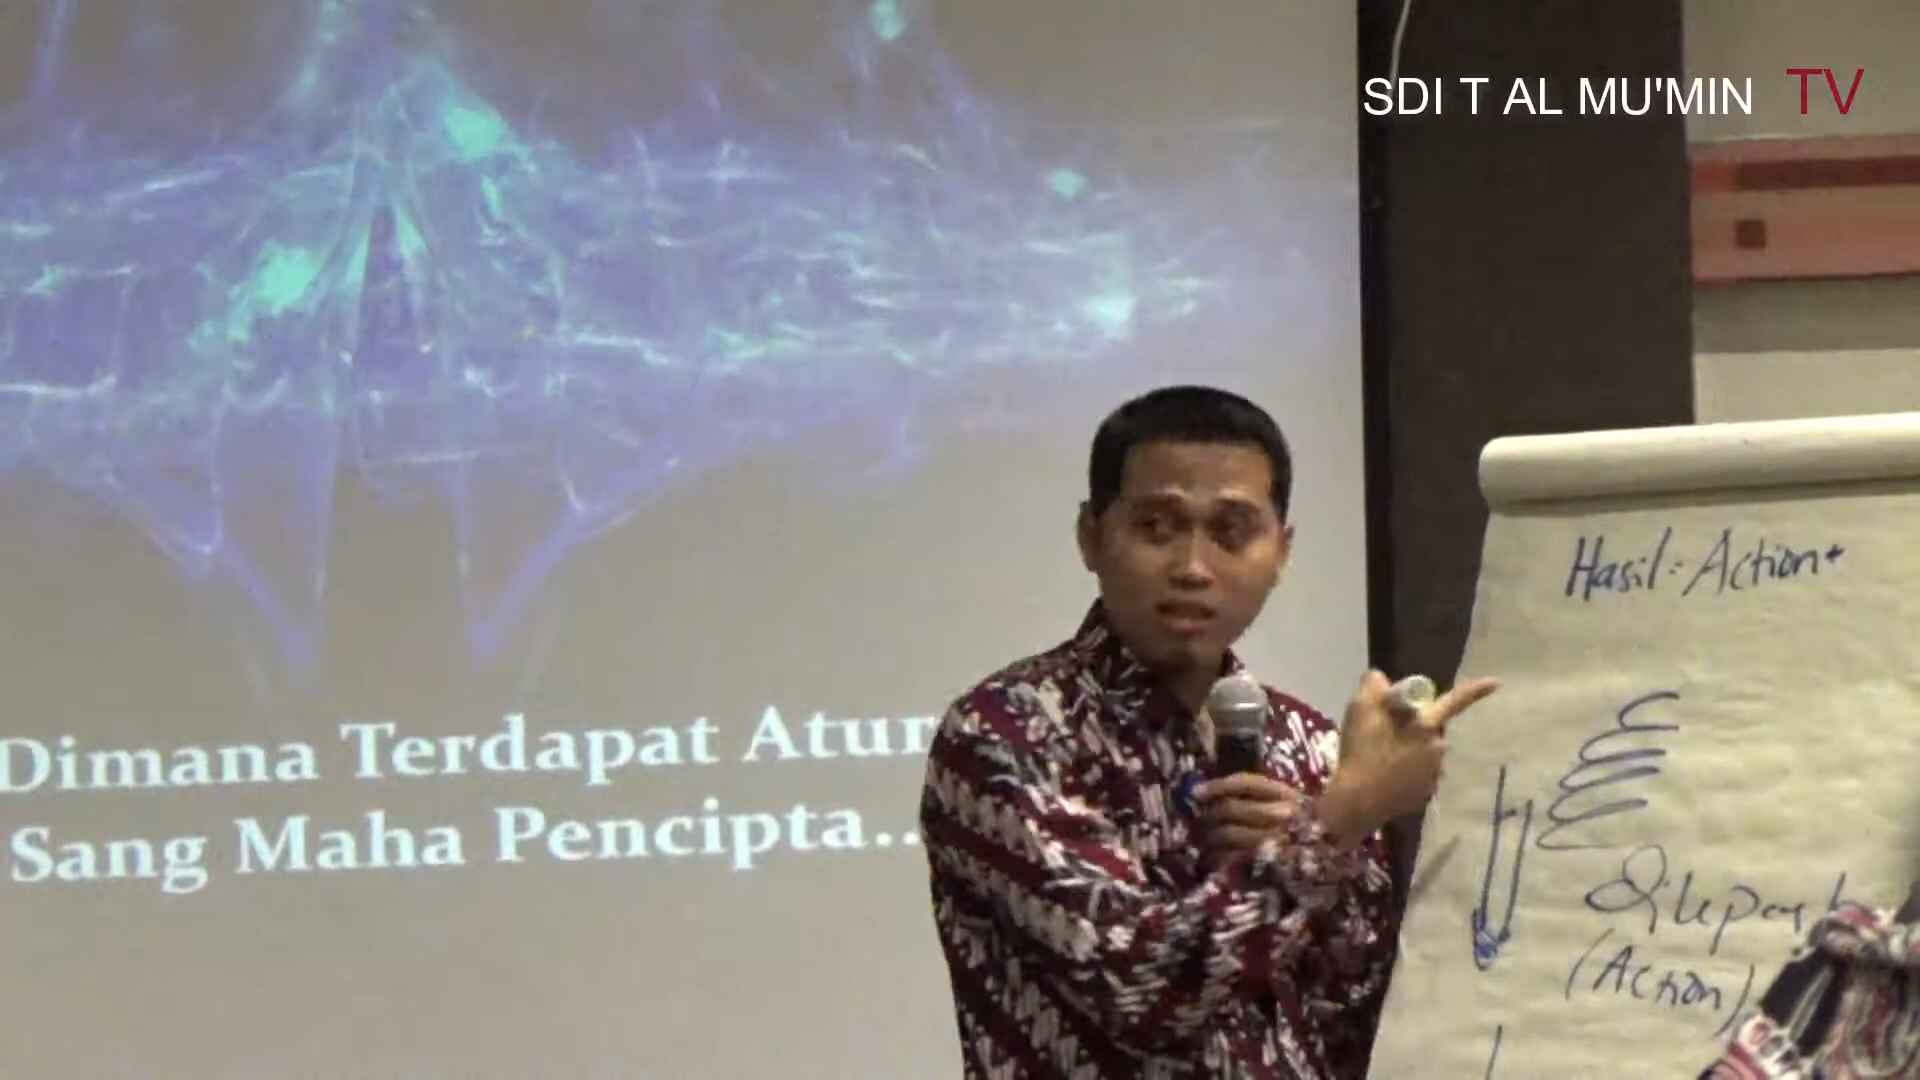 SDI T AL MU'MIN TV
Hasil: Action+
Dimana Terdapat Atur
Sang Maha Pencipta..
(Action)